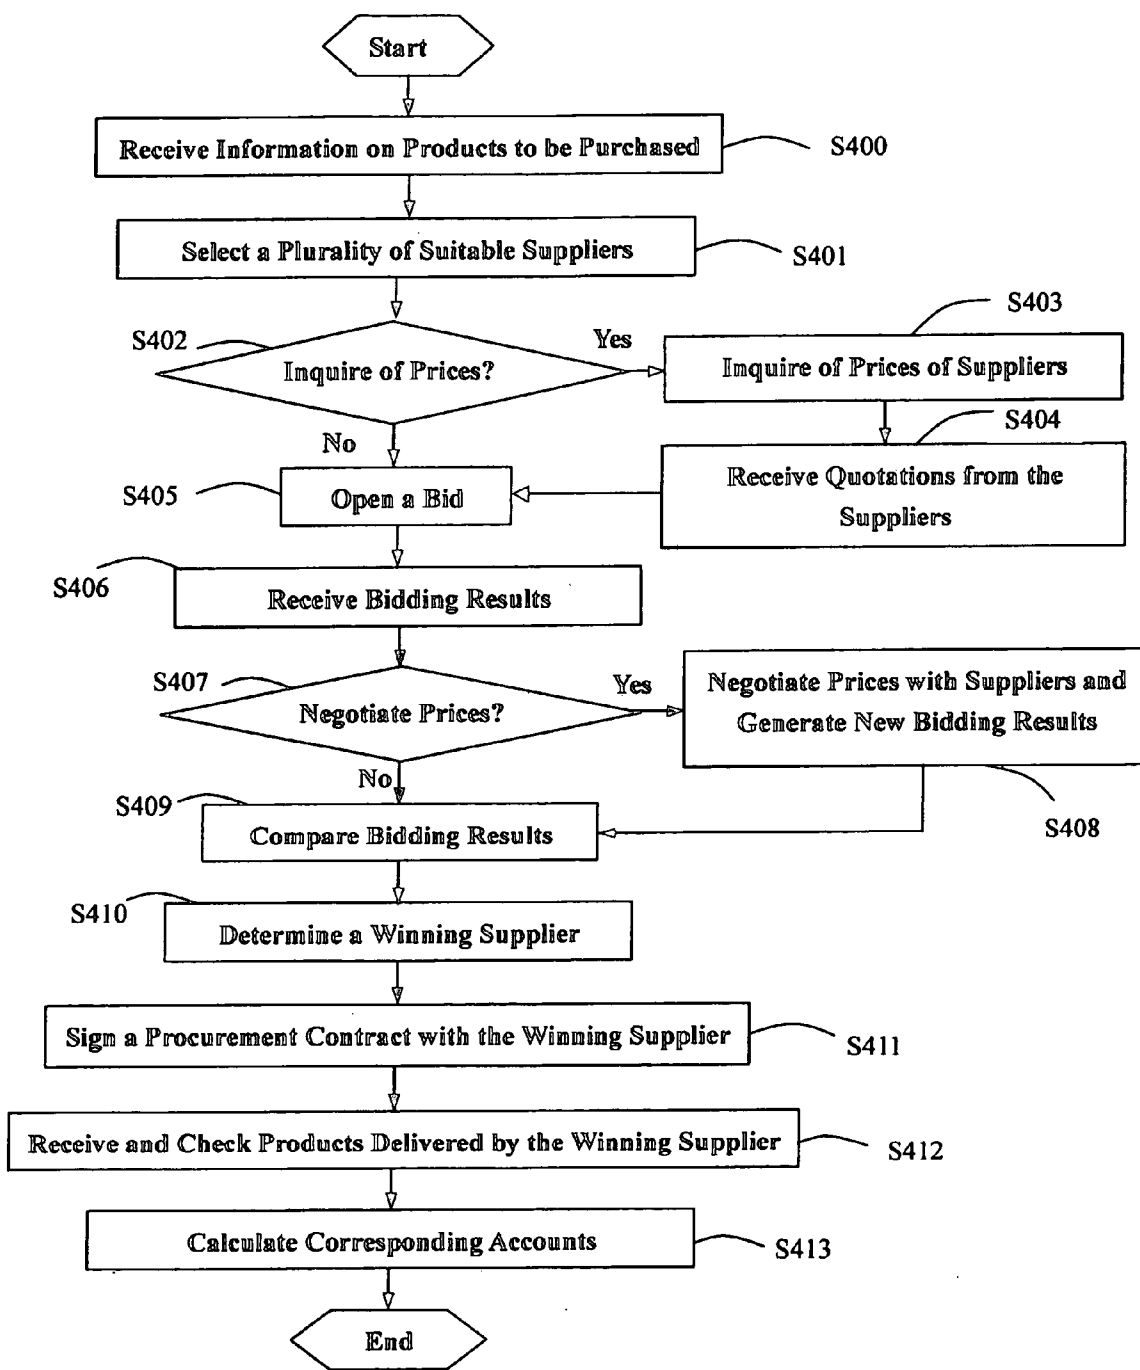 Start
Receive Information on Products to be Purchased
S400
Select a Plurality of Suitable Suppliers
S401
S402
Inquire of Prices?
Yes
S403
Inquire of Prices of Suppliers
No
S404
Receive Quotations from the
Suppliers
S405
Open a Bid
S406
Receive Bidding Results
S407
Negotiate Prices?
Yes
Negotiate Prices with Suppliers and
Generate New Bidding Results
S408
No
S409
Compare Bidding Results
S410
Determine a Winning Supplier
Sign a Procurement Contract with the Winning Supplier
S411
Receive and Check Products Delivered by the Winning Supplier
S412
Calculate Corresponding Accounts
S413
End